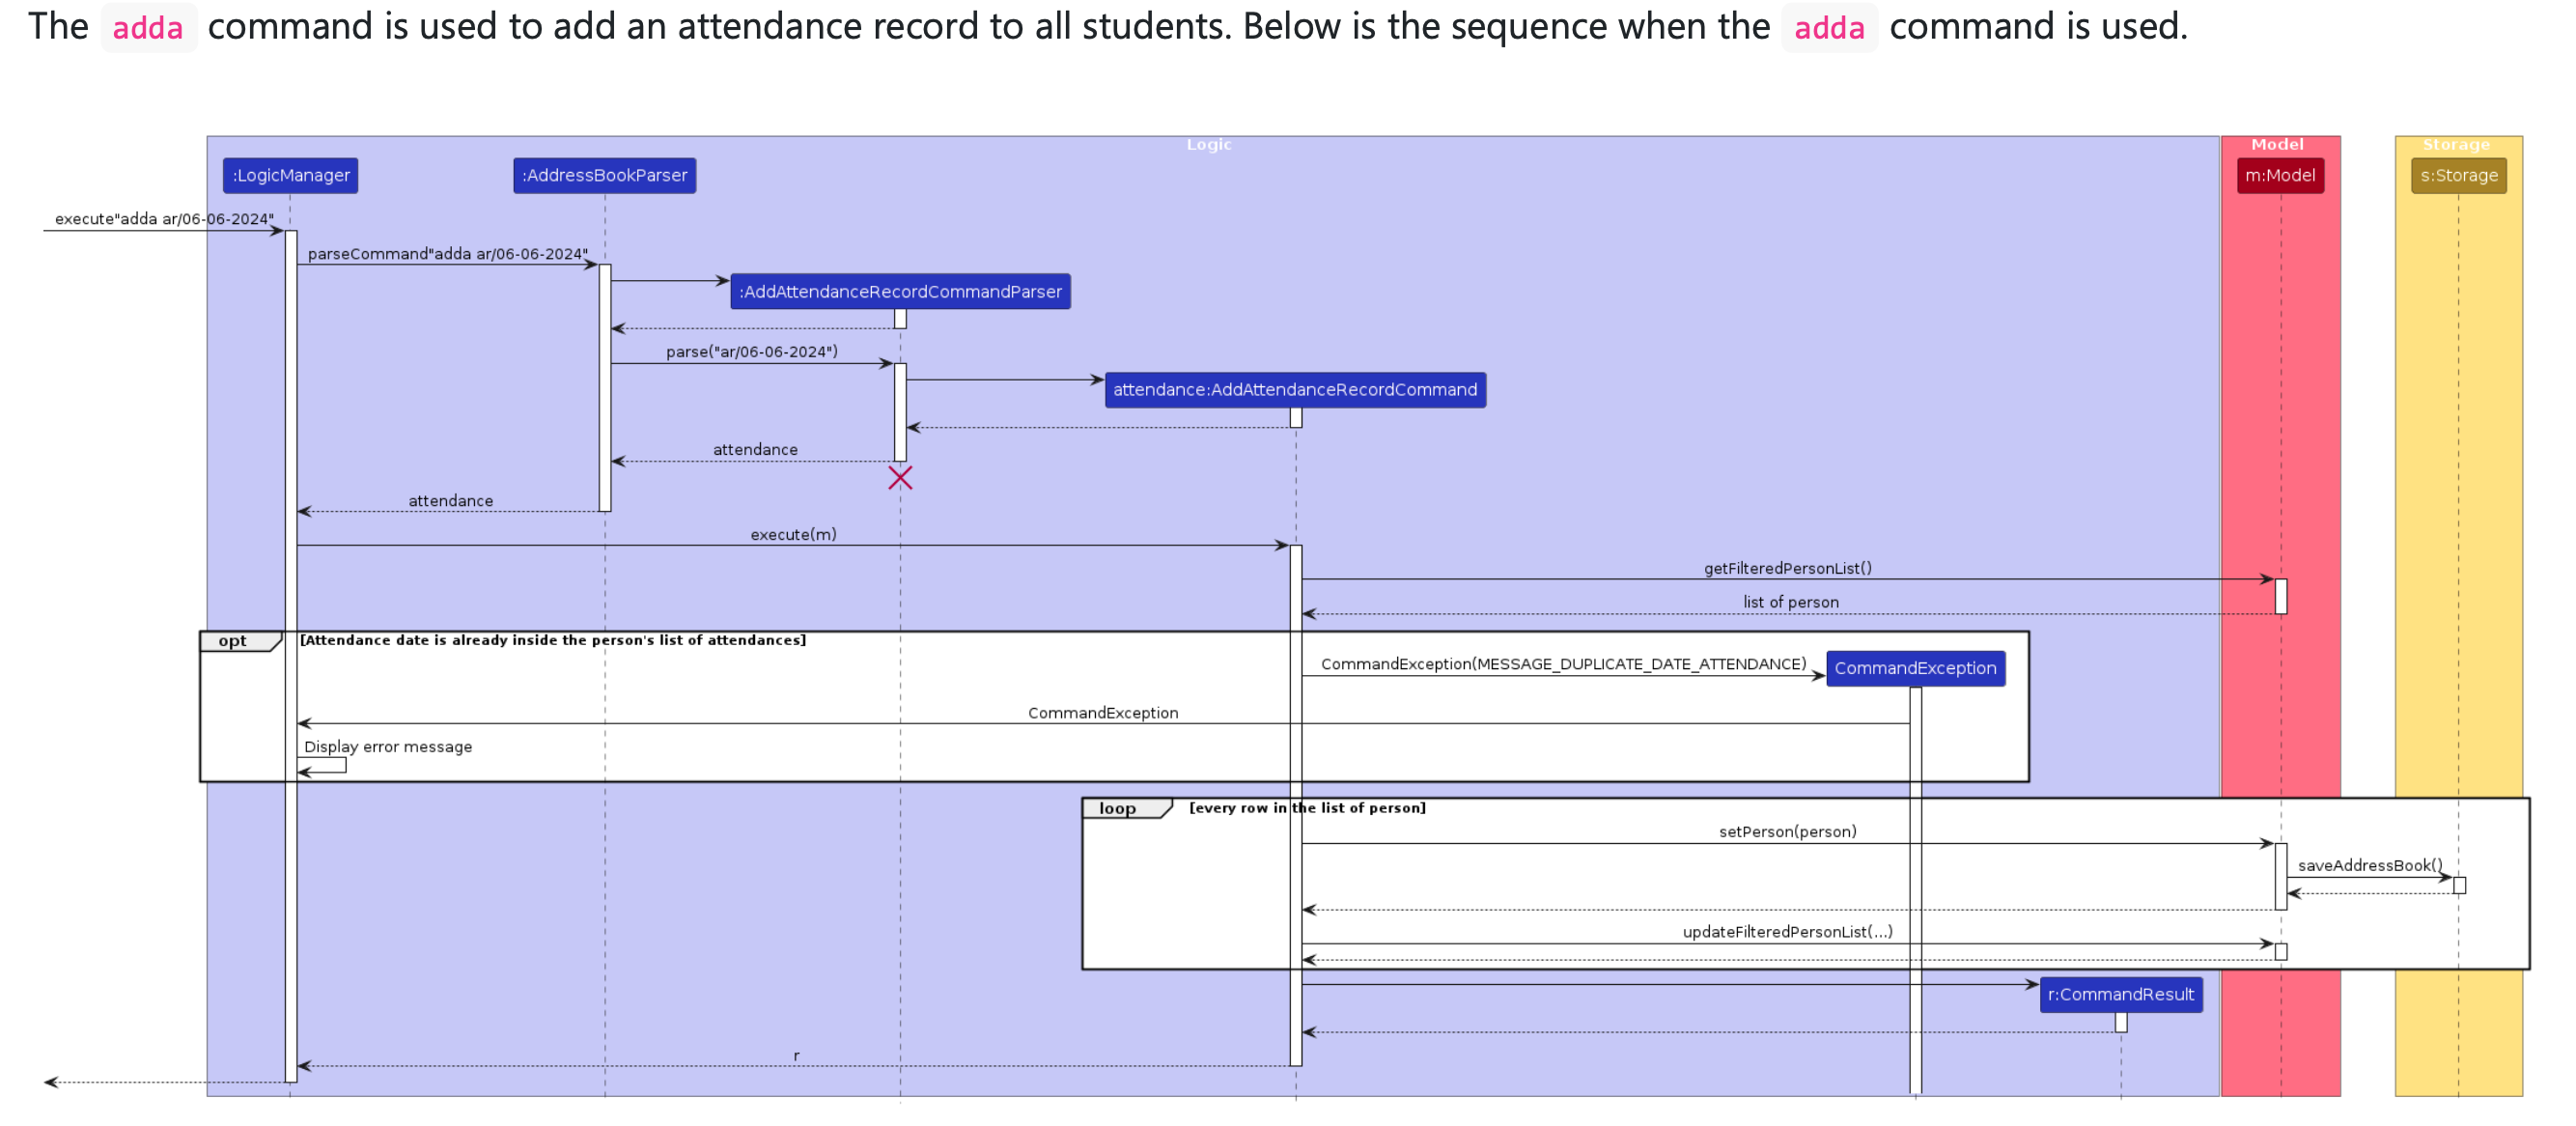 The adda command is used to add an attendance record to all students. Below is the sequence when the adda command is used.
Logic
Model
Storage
:LogicManager
:AddressBookParser
m:Model
s:Storage
execute"adda ar/06-06-2024"
parseCommand"adda ar/06-06-2024"
:AddAttendanceRecordCommandParser
parse("ar/06-06-2024")
attendance:AddAttendanceRecordCommand
attendance
attendance
execute(m)
getFilteredPersonList()
list of person
opt
[Attendance date is already inside the person's list of attendances]
CommandException(MESSAGE_DUPLICATE_DATE_ATTENDANCE)
CommandException
CommandException
Display error message
loop
[every row in the list of person]
setPerson(person)
saveAddressBook()
updateFilteredPersonList(...)
r:CommandResult
r